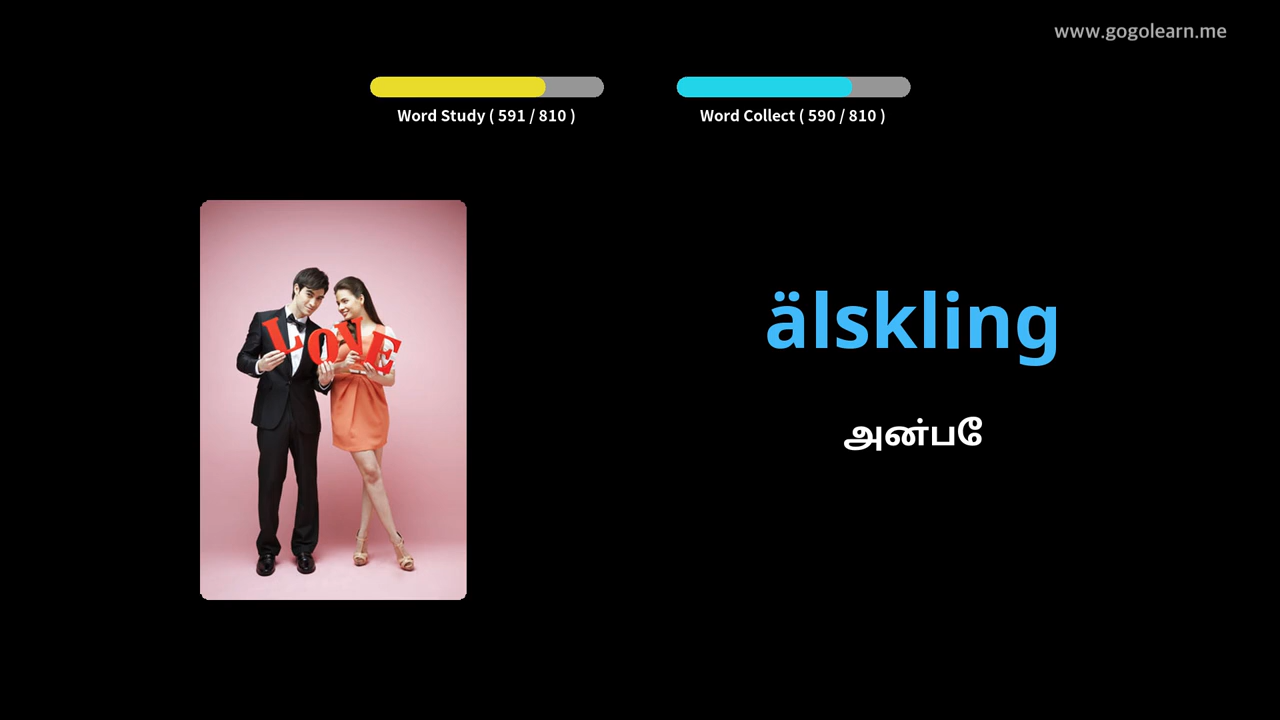 www.gogolearn.me
Word Study ( 591 / 810 )
Word Collect ( 590 / 810 )
LOVE
älskling
அன்பே